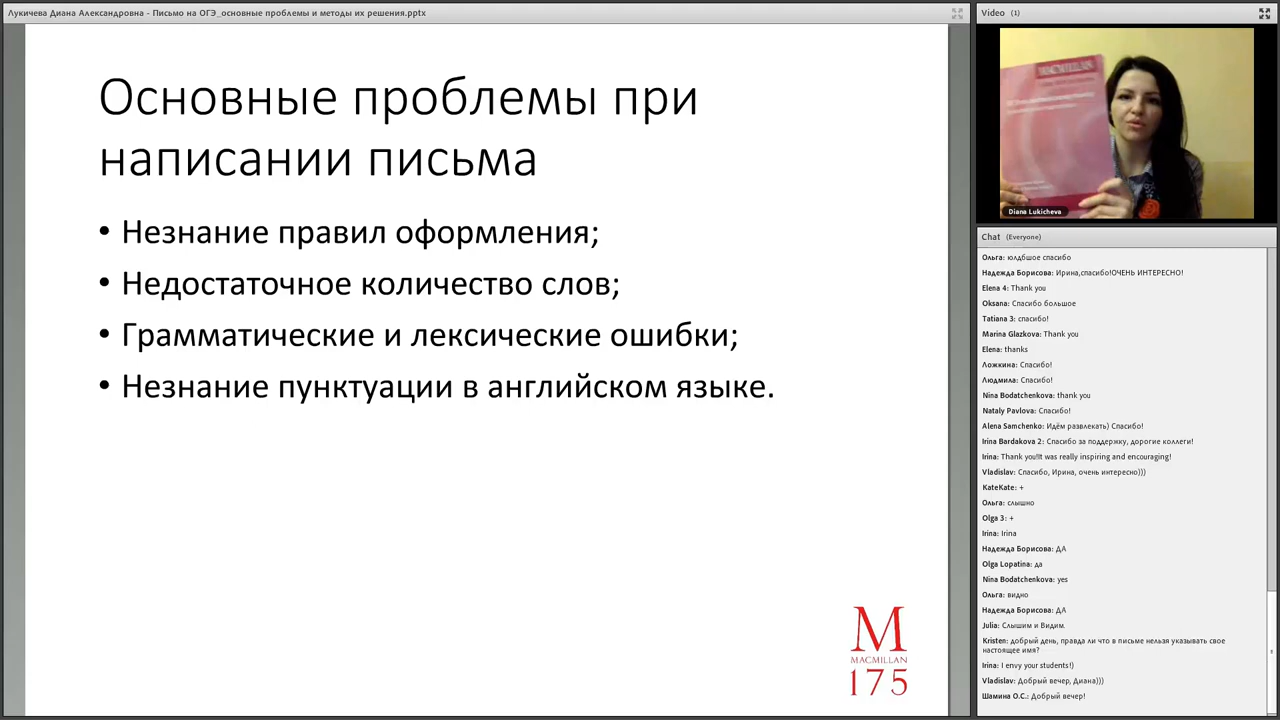 Лукичева Диана Александровна - Письмо на ОГЭ_основные проблемы и методы их решения.pptx
Основные проблемы при
написании письма
• Незнание правил оформления;
• Недостаточное количество слов;
• Грамматические и лексические ошибки;
• Незнание пунктуации в английском языке.
M
MACMILLAN
175
Video (1)
MACMILLAN
Diana Lukicheva
Chat (Everyone)
Ольга: юлдбшое спасибо
Надежда Борисова: Ирина,спасибо!ОЧЕНЬ ИНТЕРЕСНО!
Elena 4: Thank you
Oksana: Спасибо большое
Tatiana 3: спасибо!
Marina Glazkova: Thank you
Elena: thanks
Ложкина: Спасибо!
Людмила: Спасибо!
Nina Bodatchenkova: thank you
Nataly Pavlova: Спасибо!
Alena Samchenko: Идём развлекать) Спасибо!
Irina Bardakova 2: Спасибо за поддержку, дорогие коллеги!
Irina: Thank you!It was really inspiring and encouraging!
Vladislav: Спасибо, Ирина, очень интересно)))
KateKate: +
Ольга: слышно
Olga 3: +
Irina: Irina
Надежда Борисова: ДА
Olga Lopatina: да
Nina Bodatchenkova: yes
Ольга: видно
Надежда Борисова: ДА
Julia: Слышим и Видим.
Kristen: добрый день, правда ли что в письме нельзя указывать свое
настоящее имя?
Irina: I envy your students!)
Vladislav: Добрый вечер, Диана)))
Шамина О.С.: Добрый вечер!